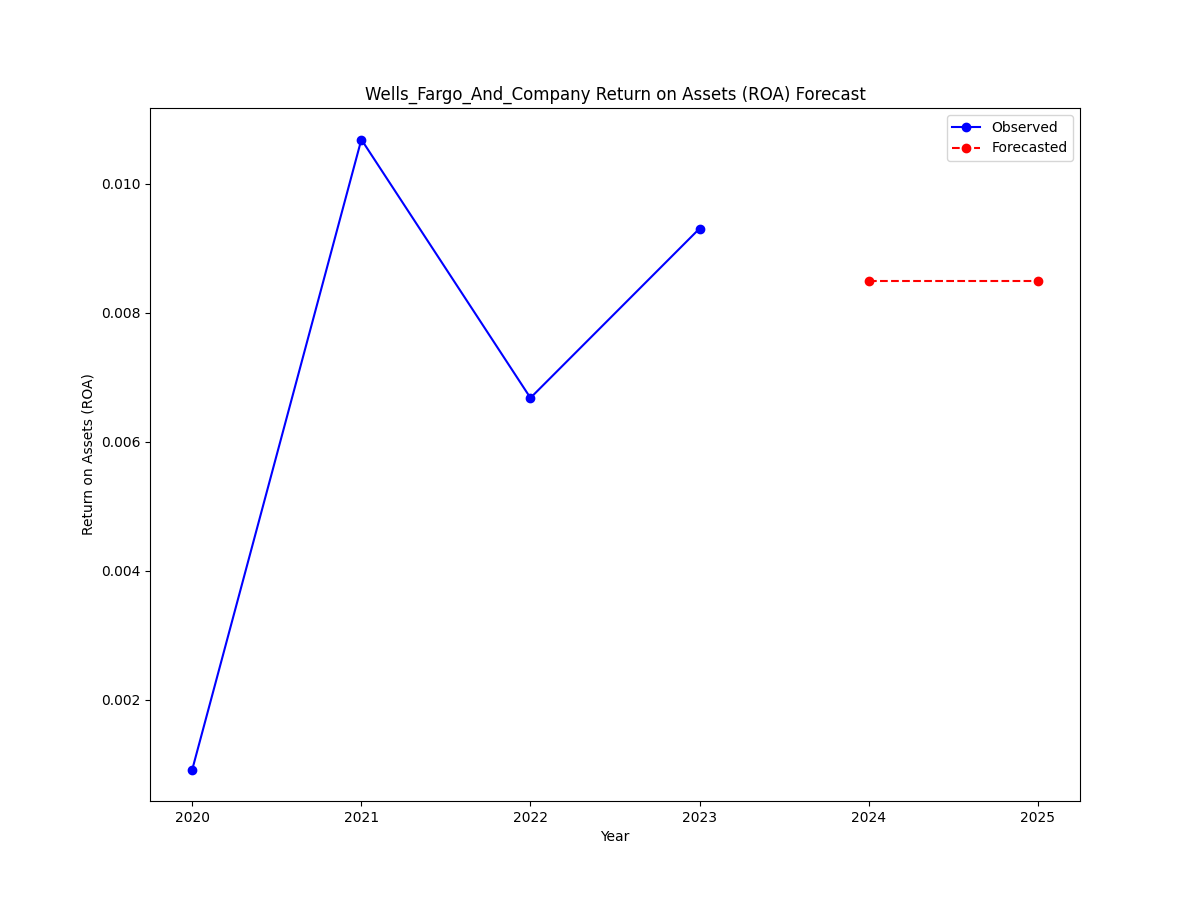 Wells_Fargo_And_Company Return on Assets (ROA) Forecast
Observed
Forecasted
Return on Assets (ROA)
0.010
0.008
0.006
0.004
0.002
2020 2021 2022 2023 2024 2025
Year